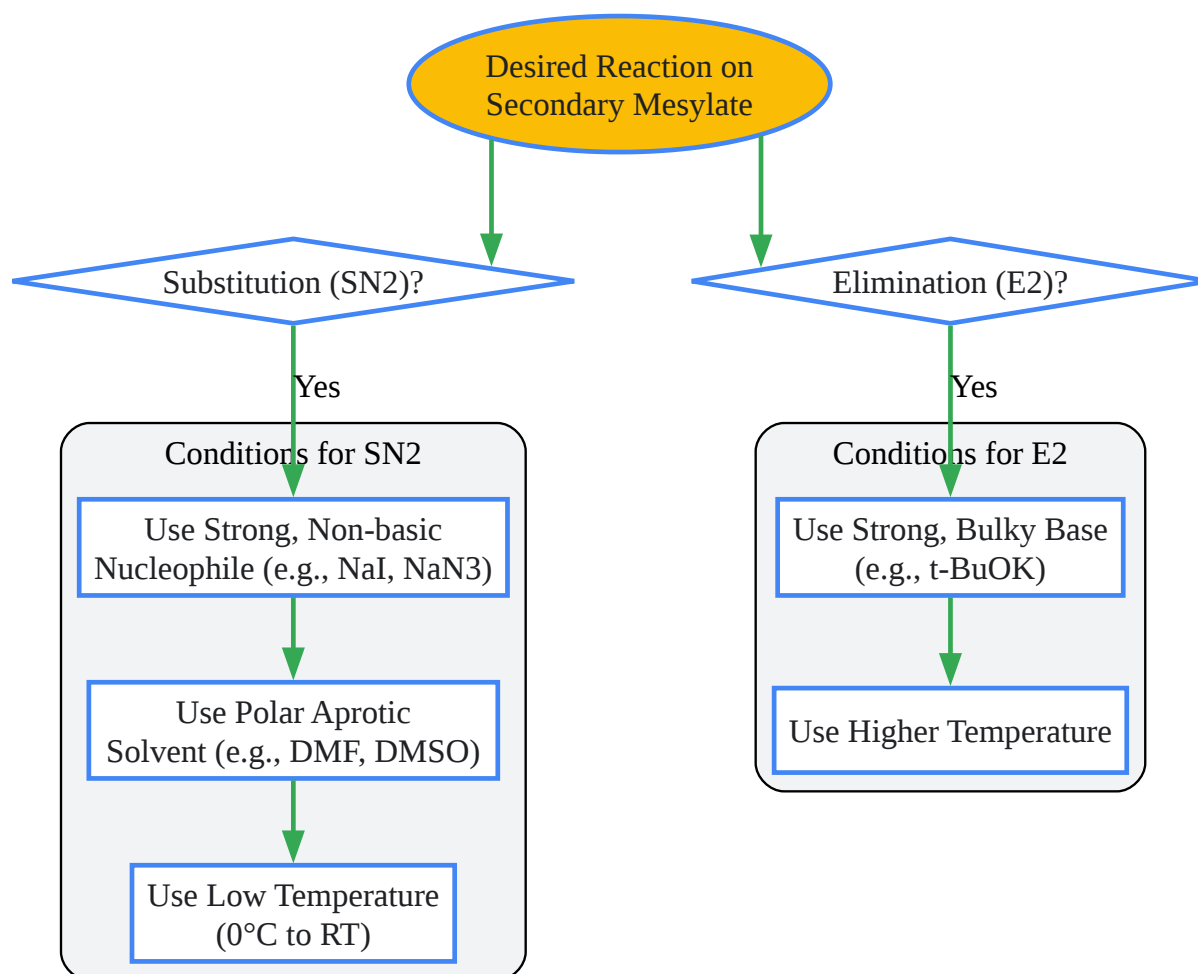 Desired Reaction on
Secondary Mesylate
Substitution (SN2)?
Elimination (E2)?
Yes
Yes
Conditions for SN2
Use Strong, Non-basic
Nucleophile (e.g., NaI, NaN3)
Use Polar Aprotic
Solvent (e.g., DMF, DMSO)
Use Low Temperature
(0°C to RT)
Conditions for E2
Use Strong, Bulky Base
(e.g., t-BuOK)
Use Higher Temperature